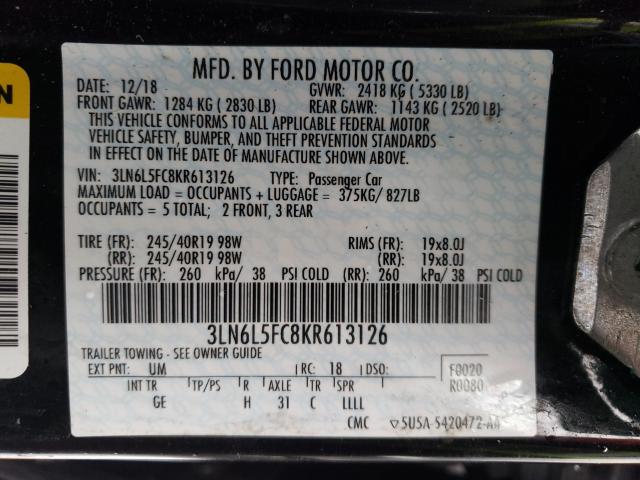 MFD. BY FORD MOTOR CO.
DATE: 12/18 GVWR: 2418 KG ( 5330 LB)
FRONT GAWR: 1284 KG ( 2830 LB) REAR GAWR: 1143 KG ( 2520 LB)
THIS VEHICLE CONFORMS TO ALL APPLICABLE FEDERAL MOTOR
VEHICLE SAFETY, BUMPER, AND THEFT PREVENTION STANDARDS
IN EFFECT ON THE DATE OF MANUFACTURE SHOWN ABOVE.
VIN: 3LN6L5FC8KR613126 TYPE: Passenger Car
MAXIMUM LOAD = OCCUPANTS + LUGGAGE = 375KG/ 827LB
OCCUPANTS = 5 TOTAL; 2 FRONT, 3 REAR
TIRE (FR): 245/40R19 98W RIMS (FR): 19x8.0J
(RR): 245/40R19 98W (RR): 19x8.0J
PRESSURE (FR): 260 kPa/ 38 PSI COLD (RR): 260 kPa/ 38 PSI COLD
3LN6L5FC8KR613126
TRAILER TOWING - SEE OWNER GUIDE
EXT PNT: UM RC: 18 DSO: F0020
INT TR TP/PS R AXLE TR SPR R0080
GE H 31 C LLLL
CMC ▽5U5A-5420472-AA